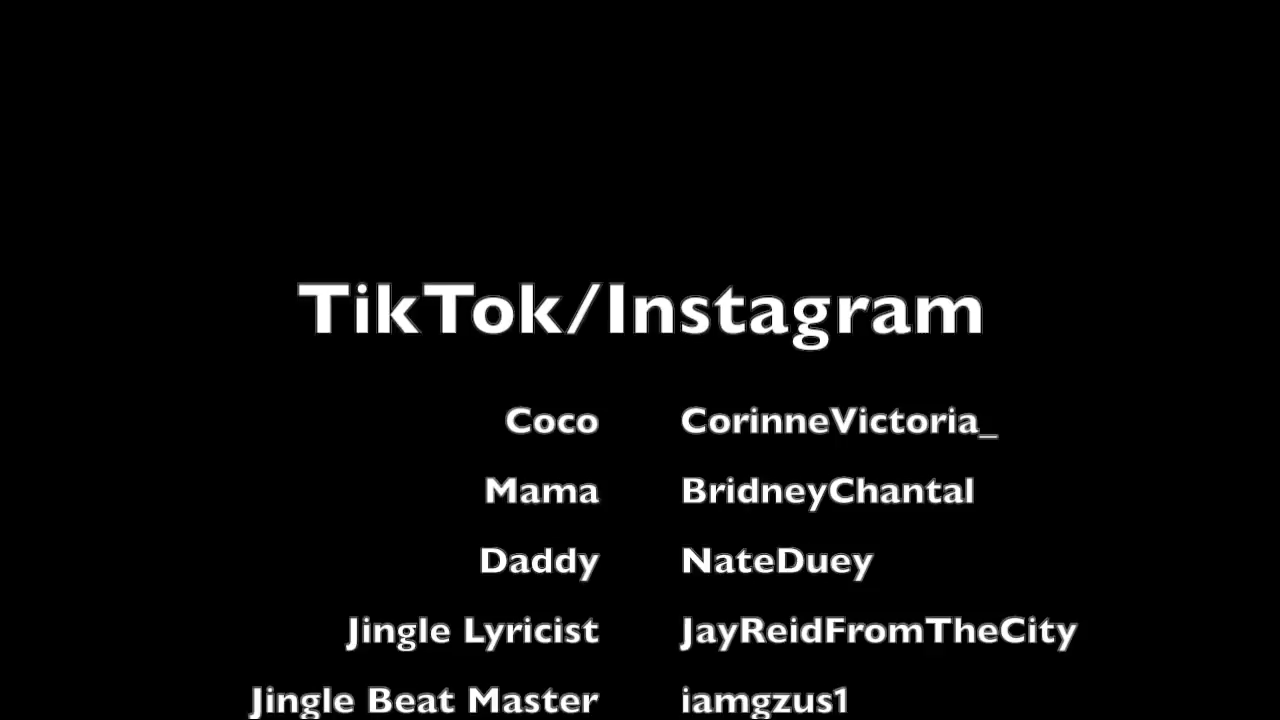 TikTok/Instagram
Coco CorinneVictoria_
Mama BridneyChantal
Daddy NateDuey
Jingle Lyricist JayReidFromTheCity
Jingle Beat Master iamgzus1